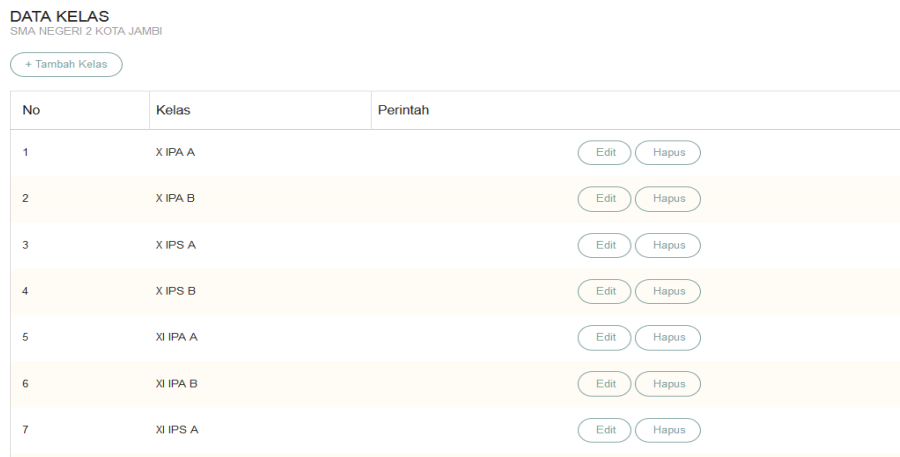 DATA KELAS
SMA NEGERI 2 KOTA JAMBI
+ Tambah Kelas
No Kelas Perintah
1 X IPA A Edit Hapus
2 X IPA B Edit Hapus
3 X IPS A Edit Hapus
4 X IPS B Edit Hapus
5 XI IPA A Edit Hapus
6 XI IPA B Edit Hapus
7 XI IPS A Edit Hapus